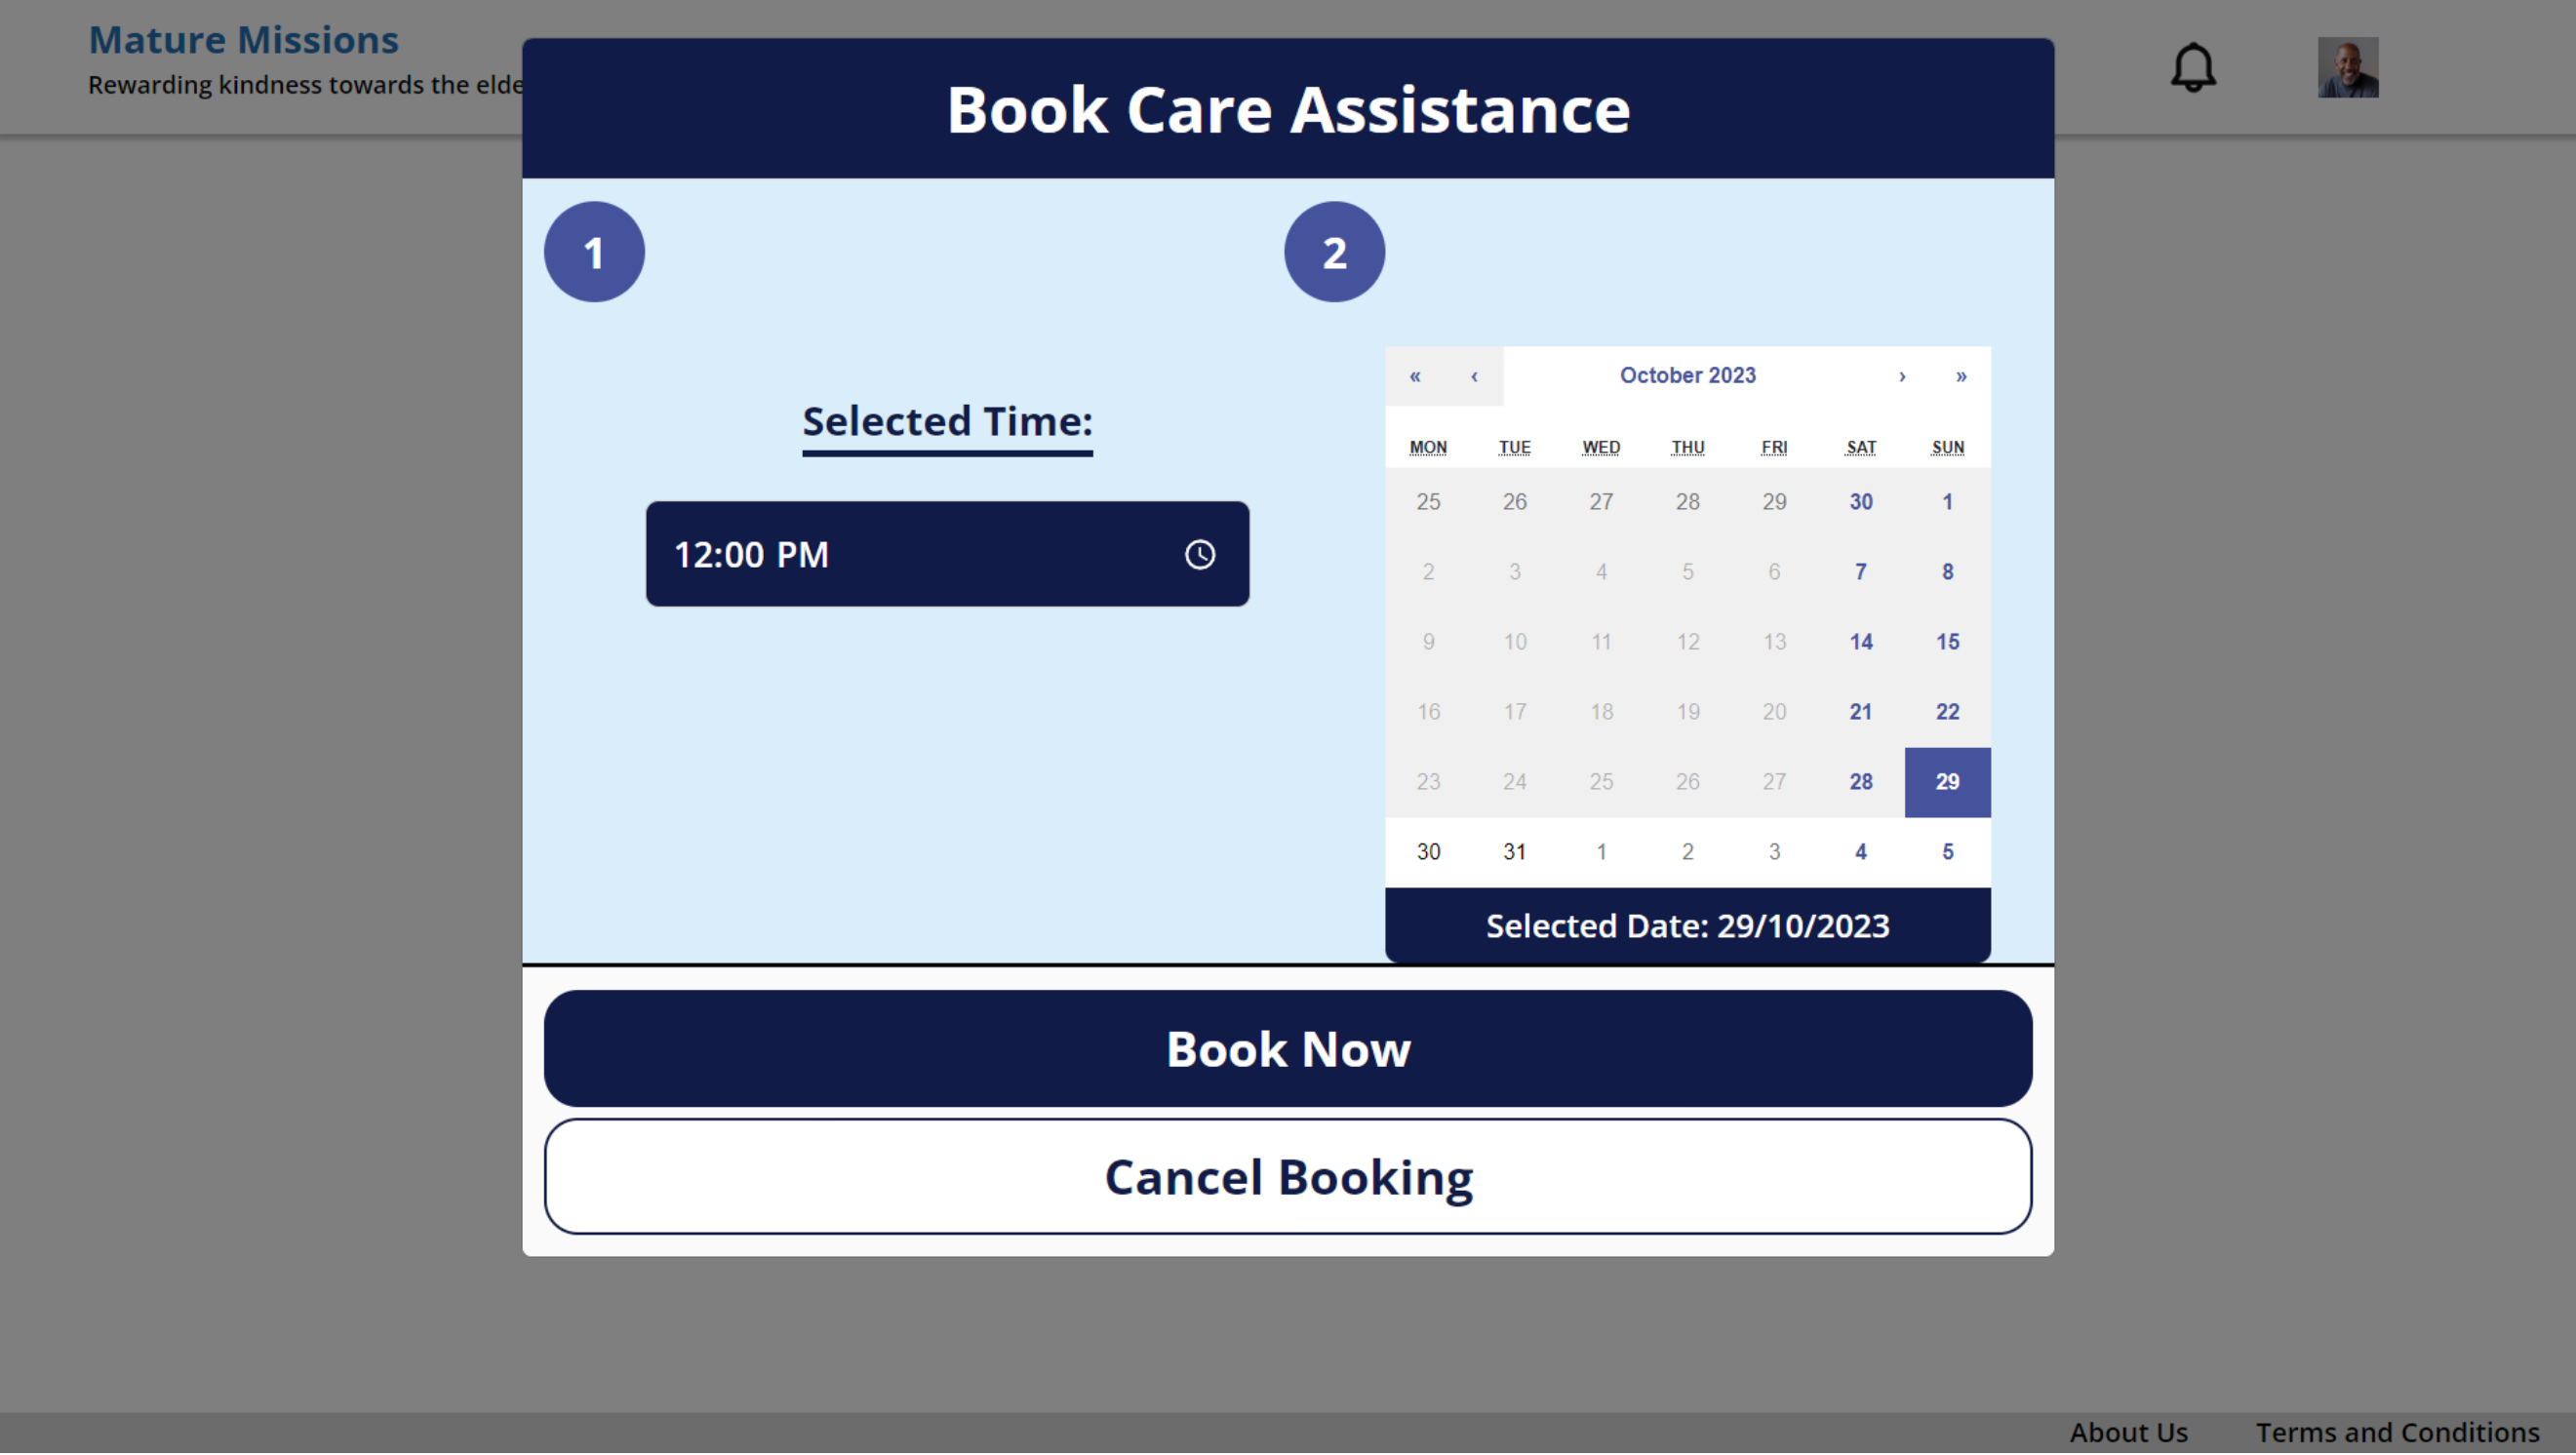 Mature Missions
Rewarding kindness towards the elde
Book Care Assistance
1
2
Selected Time:
12:00 PM
« ‹ October 2023 › »
MON TUE WED THU FRI SAT SUN
25 26 27 28 29 30 1
2 3 4 5 6 7 8
9 10 11 12 13 14 15
16 17 18 19 20 21 22
23 24 25 26 27 28 29
30 31 1 2 3 4 5
Selected Date: 29/10/2023
Book Now
Cancel Booking
About Us Terms and Conditions